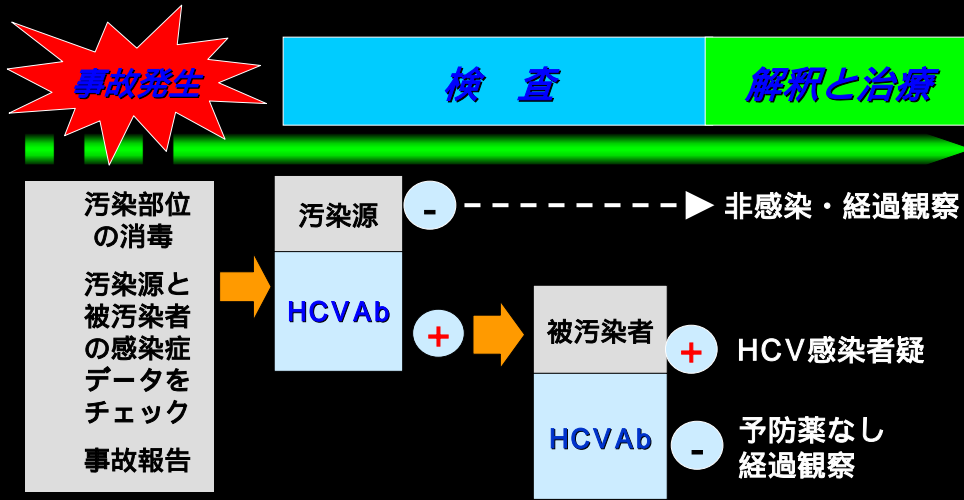 事故発生
検　査
解釈と治療
汚染部位
の消毒
汚染源と
被汚染者
の感染症
データを
チェック
事故報告
汚染源
-
非感染・経過観察
HCVAb
+
被汚染者
+
HCV感染者疑
HCVAb
-
予防薬なし
経過観察